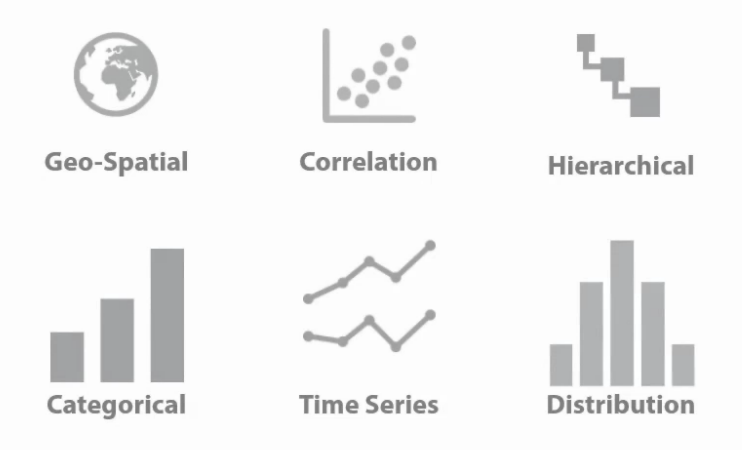 Geo-Spatial
Correlation
Hierarchical
Categorical
Time Series
Distribution